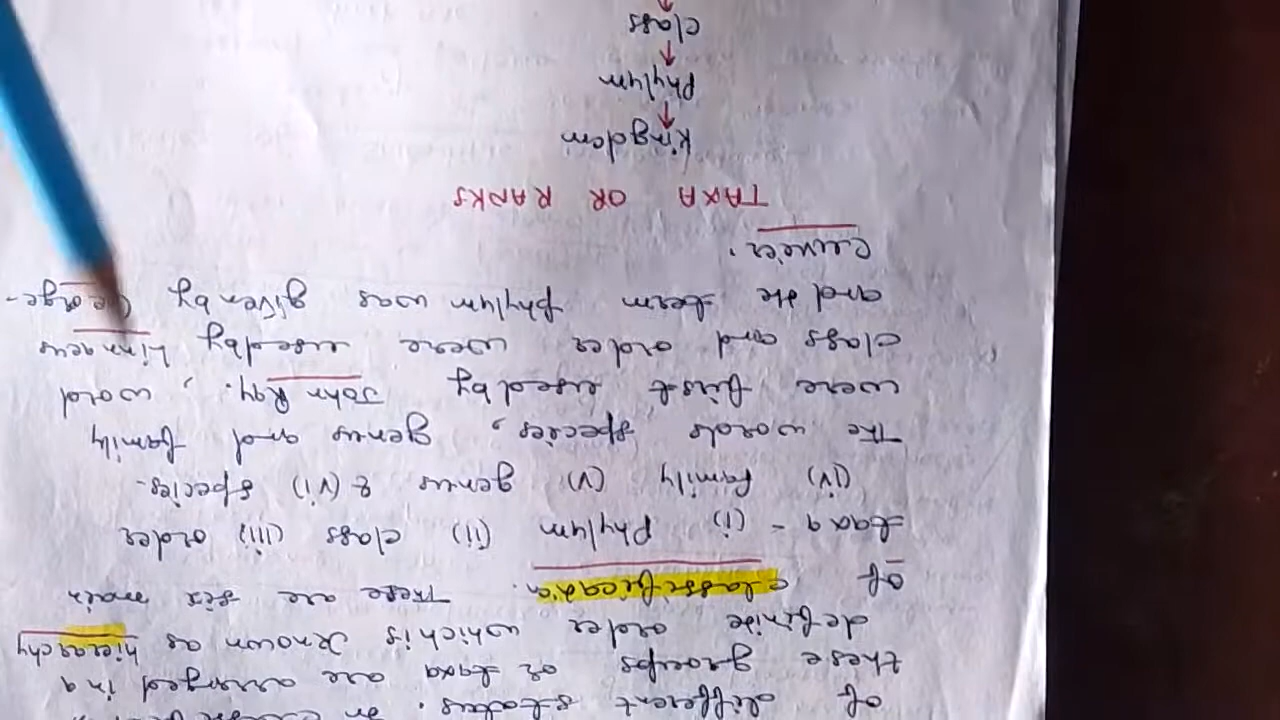 of different status. In
these groups or taxa are arranged in a
definite order which is known as hierarchy
of classification. There are six main
taxa - (i) Phylum (ii) class (iii) order
(iv) family (v) genus & (vi) species.
The words species, genus and family
were first used by John Ray, word
class and order were used by Linnaeus
and the term phylum was given by George-
Cuvier.
TAXA OR RANKS
Kingdom
↓
Phylum
↓
class